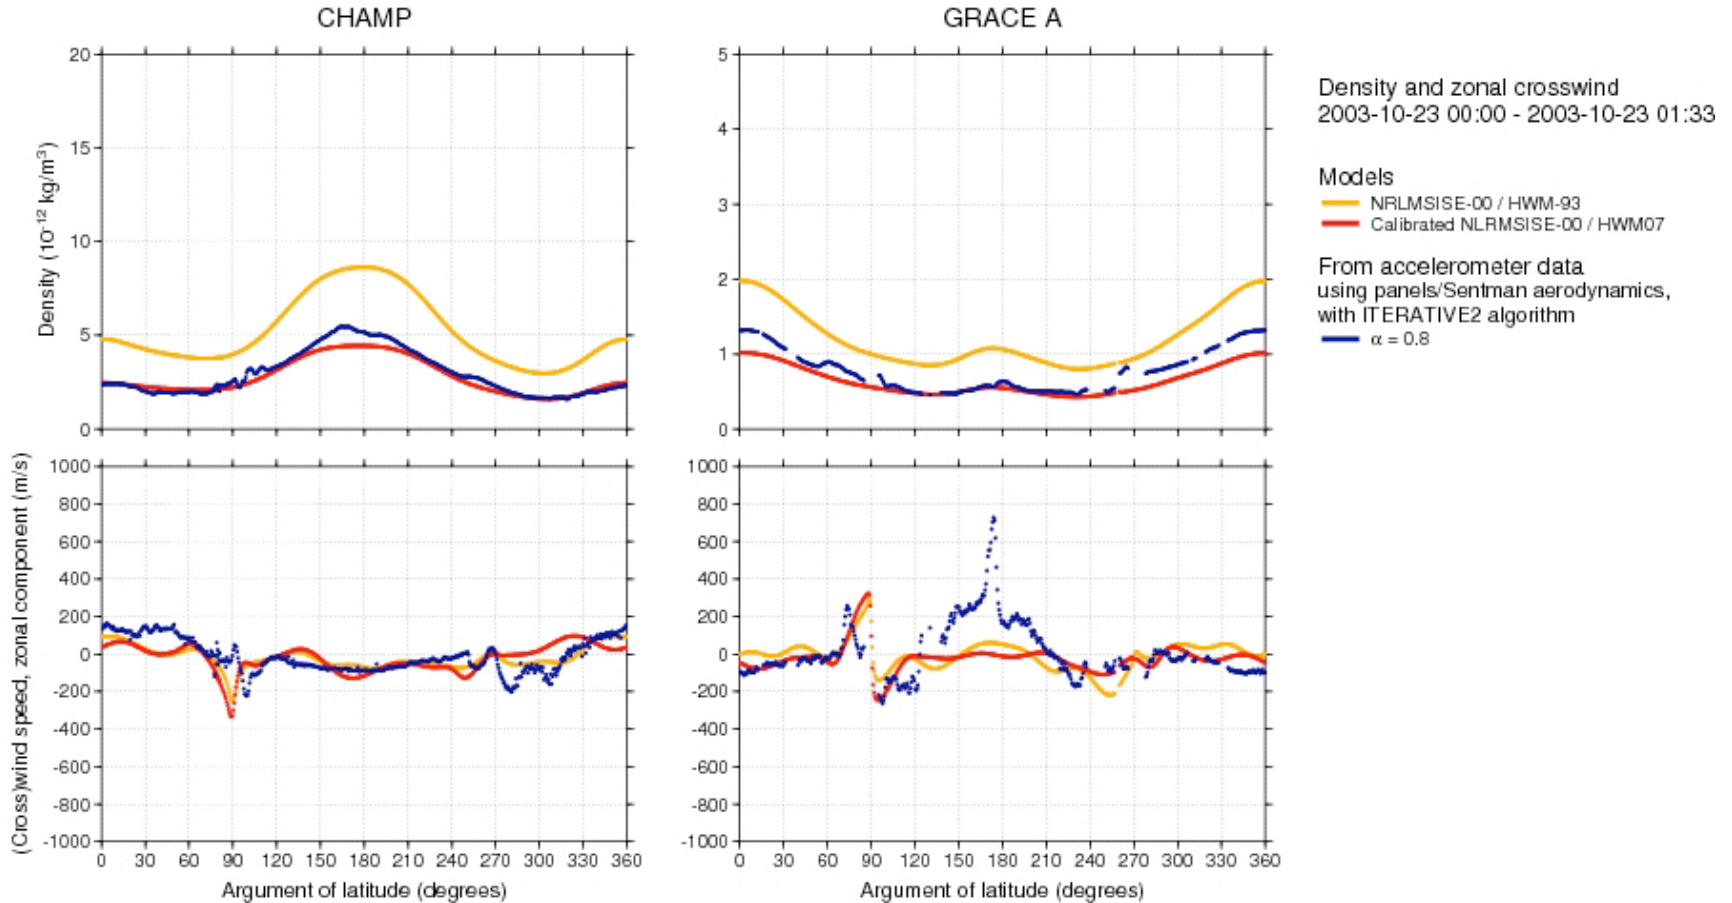 CHAMP
GRACE A
20
15
10
5
0
Density (10⁻¹² kg/m³)
5
4
3
2
1
0
Density and zonal crosswind
2003-10-23 00:00 - 2003-10-23 01:33
Models
NRLMSISE-00 / HWM-93
Calibrated NLRMSISE-00 / HWM07
From accelerometer data
using panels/Sentman aerodynamics,
with ITERATIVE2 algorithm
α = 0.8
1000
800
600
400
200
0
-200
-400
-600
-800
-1000
(Cross)wind speed, zonal component (m/s)
0 30 60 90 120 150 180 210 240 270 300 330 360
Argument of latitude (degrees)
1000
800
600
400
200
0
-200
-400
-600
-800
-1000
0 30 60 90 120 150 180 210 240 270 300 330 360
Argument of latitude (degrees)